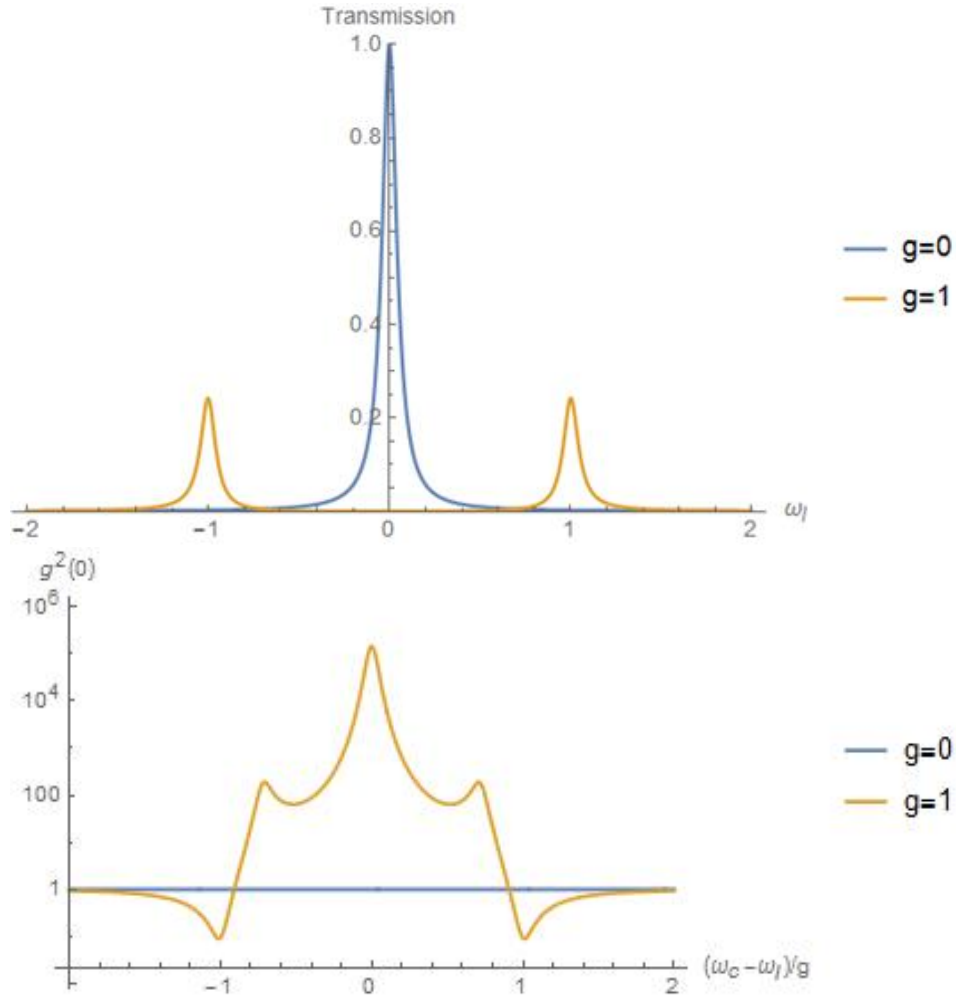 Transmission
1.0
0.8
0.6
0.4
0.2
−2
−1
0
1
2
ω_l
g=0
g=1
g²(0)
10⁶
10⁴
100
1
−1
0
1
2
(ω_c − ω_l)/g
g=0
g=1